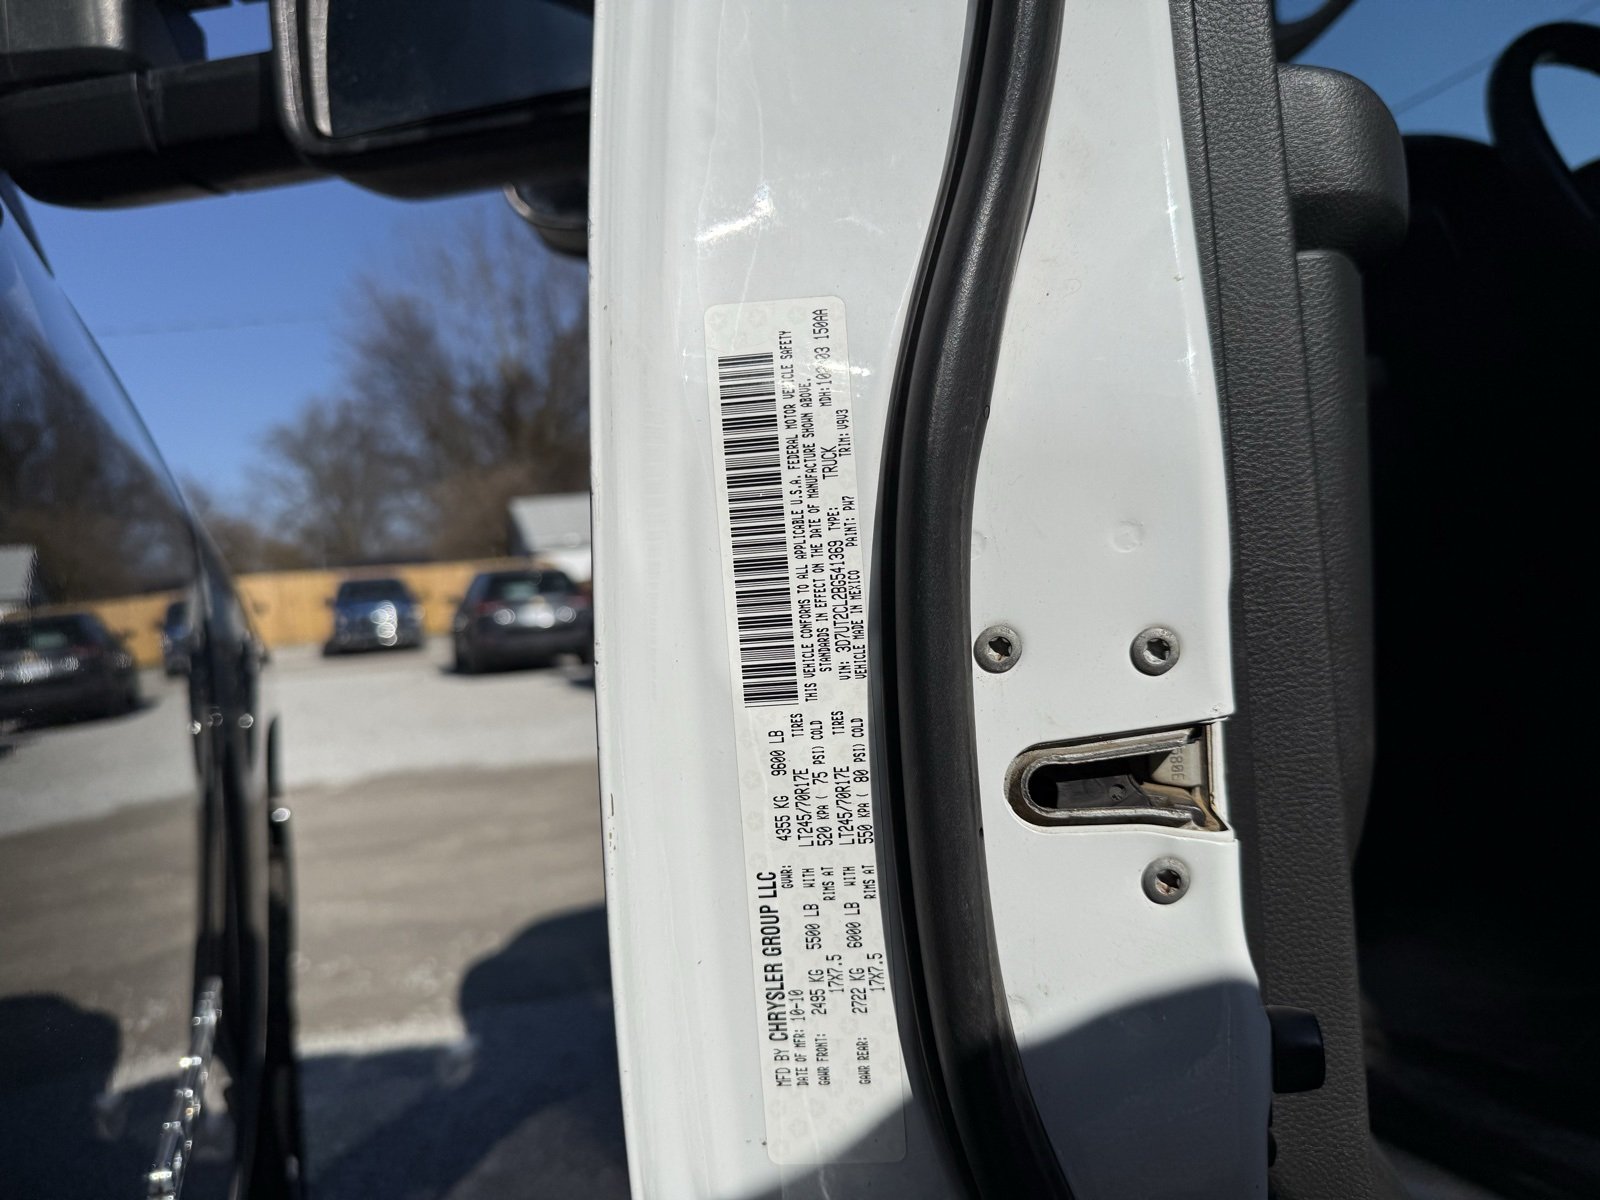 MFD BY CHRYSLER GROUP LLC
DATE OF MFR: 10-10 GVWR: 4355 KG 9600 LB
GAWR FRONT: 2495 KG 5500 LB WITH LT245/70R17E TIRES
17X7.5 RIMS AT 520 KPA ( 75 PSI) COLD
GAWR REAR: 2722 KG 6000 LB WITH LT245/70R17E TIRES
17X7.5 RIMS AT 550 KPA ( 80 PSI) COLD
THIS VEHICLE CONFORMS TO ALL APPLICABLE U.S.A. FEDERAL MOTOR VEHICLE SAFETY
STANDARDS IN EFFECT ON THE DATE OF MANUFACTURE SHOWN ABOVE.
VIN: 3D7UT2CL2BG541369 TYPE: TRUCK MDH: 150AA
VEHICLE MADE IN MEXICO PAINT: PW7 TRIM: V9V3